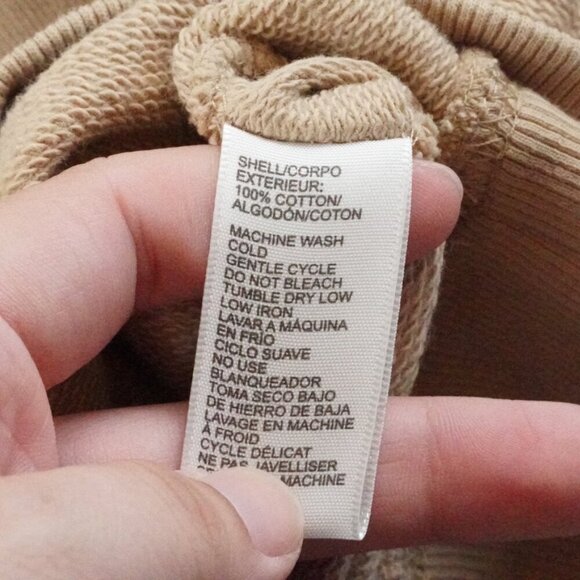 SHELL/CORPO
EXTERIEUR:
100% COTTON/
ALGODÓN/COTON
MACHINE WASH
COLD
GENTLE CYCLE
DO NOT BLEACH
TUMBLE DRY LOW
LOW IRON
LAVAR A MÁQUINA
EN FRÍO
CICLO SUAVE
NO USE
BLANQUEADOR
TOMA SECO BAJO
DE HIERRO DE BAJA
LAVAGE EN MACHINE
À FROID
CYCLE DÉLICAT
NE PAS JAVELLISER
MACHINE